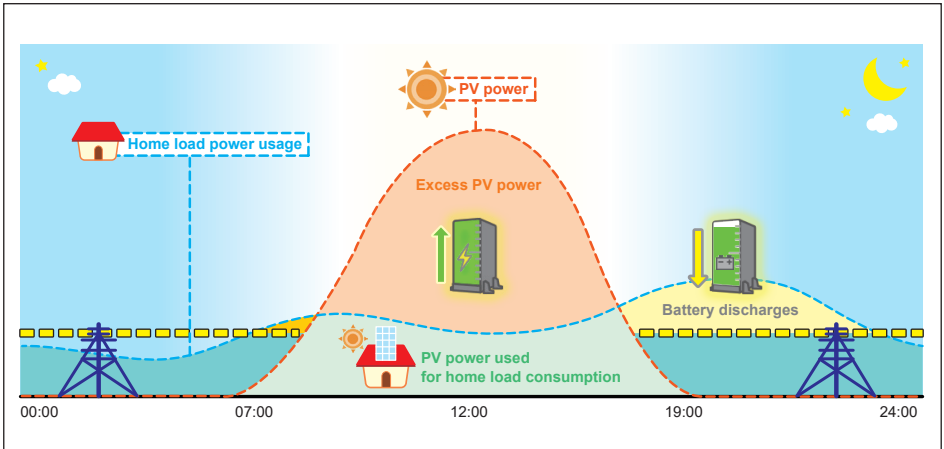 PV power
Home load power usage
Excess PV power
Battery discharges
PV power used
for home load consumption
00:00
07:00
12:00
19:00
24:00